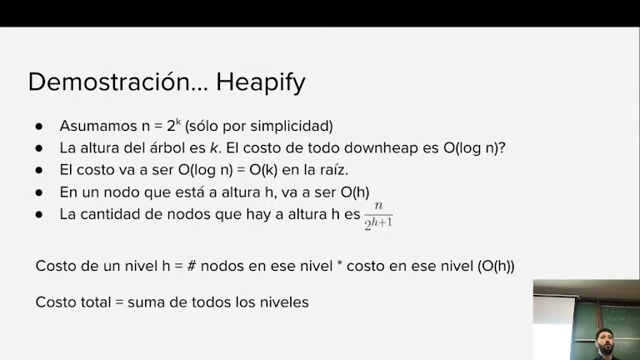 Demostración... Heapify
● Asumamos n = 2^k (sólo por simplicidad)
● La altura del árbol es k. El costo de todo downheap es O(log n)?
● El costo va a ser O(log n) = O(k) en la raíz.
● En un nodo que está a altura h, va a ser O(h)
● La cantidad de nodos que hay a altura h es n/2^{h+1}
Costo de un nivel h = # nodos en ese nivel * costo en ese nivel (O(h))
Costo total = suma de todos los niveles